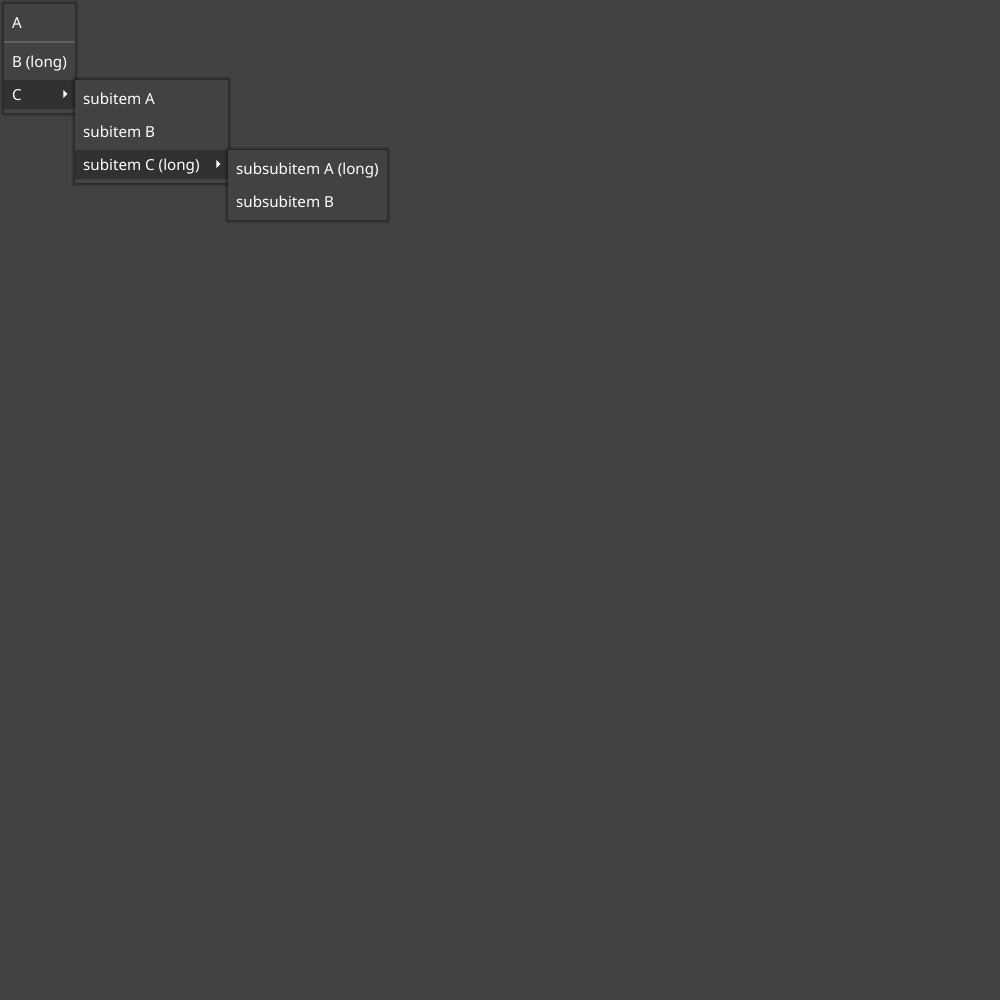 A
B (long)
C
subitem A
subitem B
subitem C (long)
subsubitem A (long)
subsubitem B